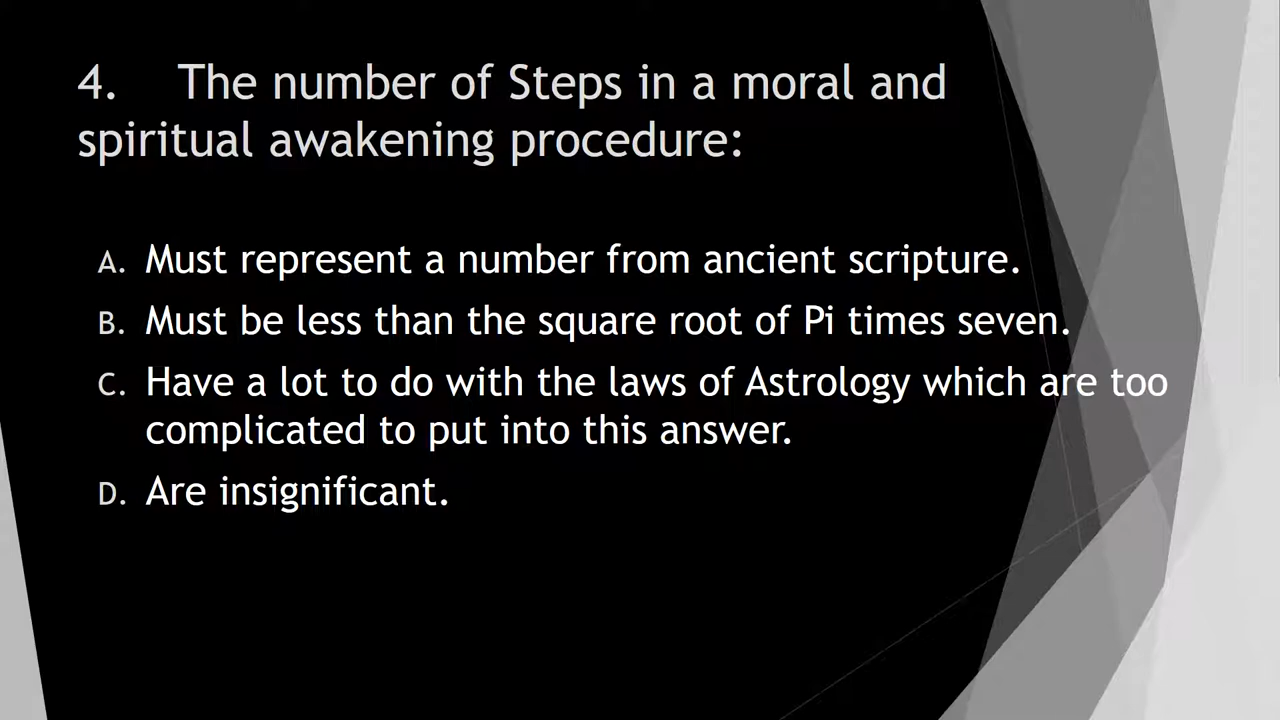 4. The number of Steps in a moral and
spiritual awakening procedure:
A. Must represent a number from ancient scripture.
B. Must be less than the square root of Pi times seven.
C. Have a lot to do with the laws of Astrology which are too
complicated to put into this answer.
D. Are insignificant.